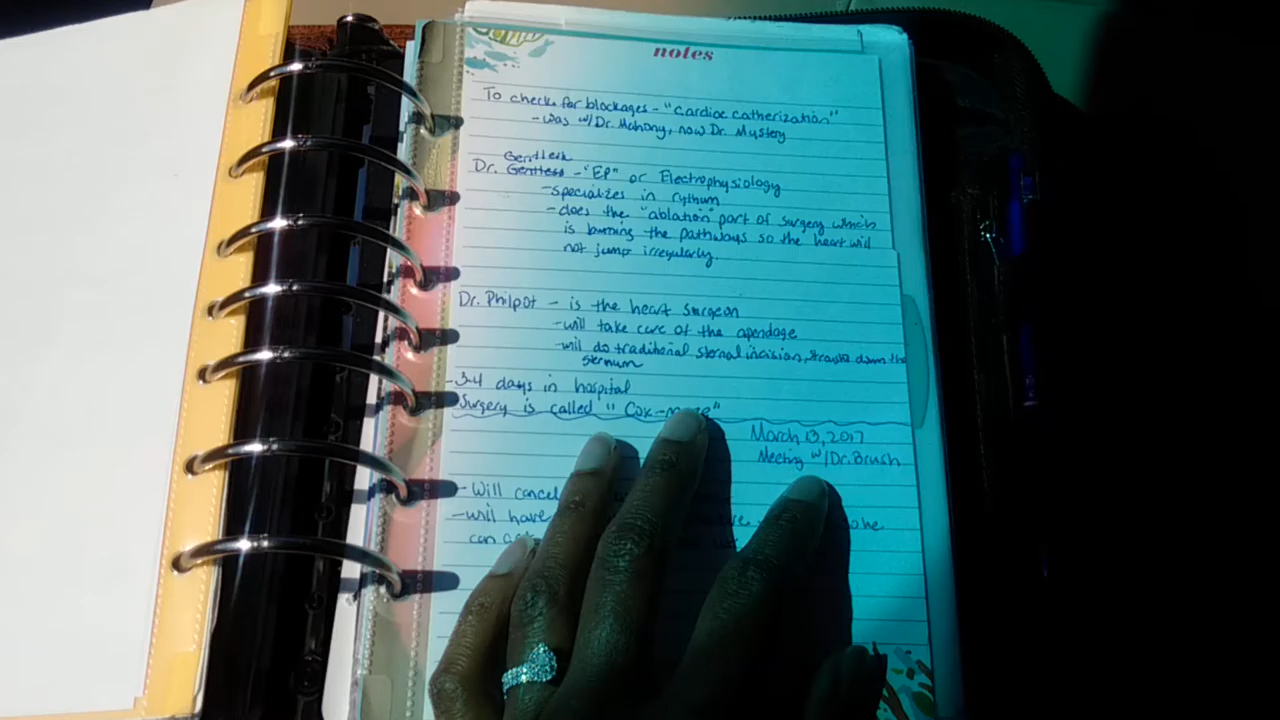 notes
To check for blockages - "Cardiac catherization"
- was w/Dr. Mahony, now Dr. Mystery
Gentlesk
Dr. Gentless - "EP" or Electrophysiology
- specializes in rythum
- does the "ablation" part of surgery which
is burning the pathways so the heart will
not jump irregularly.
Dr. Philpot - is the heart surgeon
- will take care of the apendage
- will do traditional sternal incision, straight down the
sternum
- 3-4 days in hospital
Surgery is called "Cox-maze"
March 13, 2017
Meeting w/Dr. Brush
- Will cancel
- will have
can